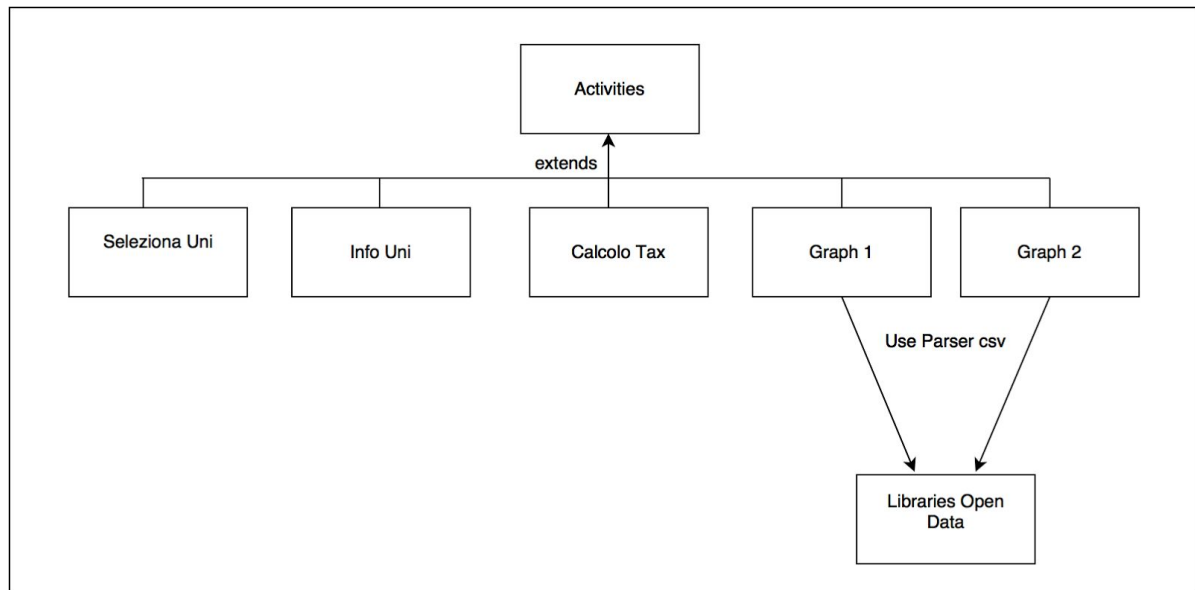 Activities
extends
Seleziona Uni
Info Uni
Calcolo Tax
Graph 1
Graph 2
Use Parser csv
Libraries Open
Data